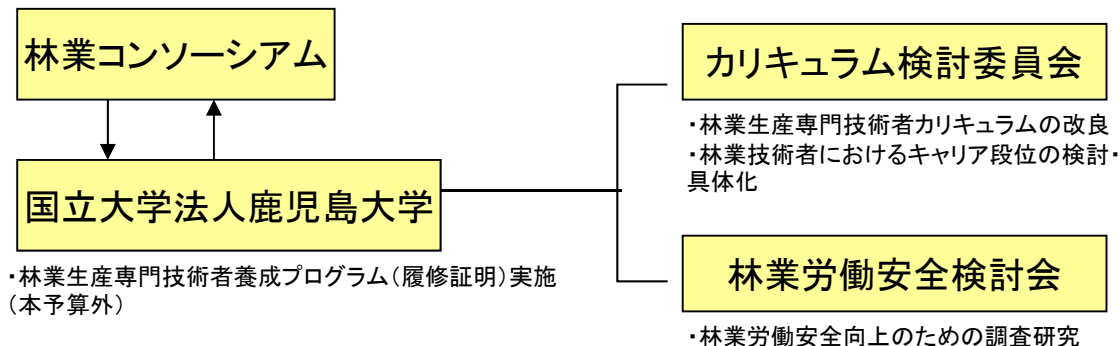 林業コンソーシアム
国立大学法人鹿児島大学
・林業生産専門技術者養成プログラム(履修証明)実施
(本予算外)
カリキュラム検討委員会
・林業生産専門技術者カリキュラムの改良
・林業技術者におけるキャリア段位の検討・
具体化
林業労働安全検討会
・林業労働安全向上のための調査研究